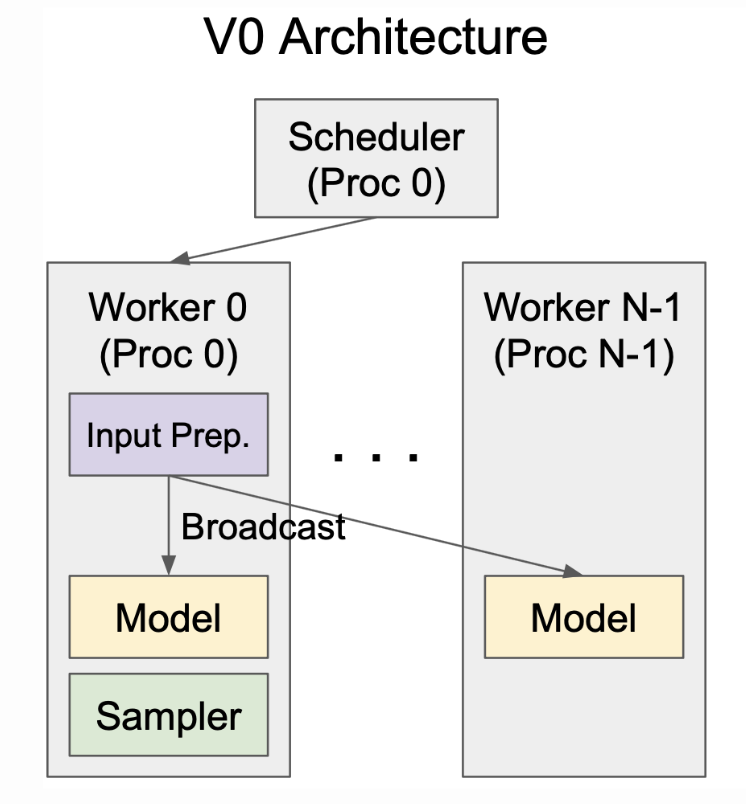 V0 Architecture
Scheduler
(Proc 0)
Worker 0
(Proc 0)
Input Prep.
Broadcast
Model
Sampler
. . .
Worker N-1
(Proc N-1)
Model